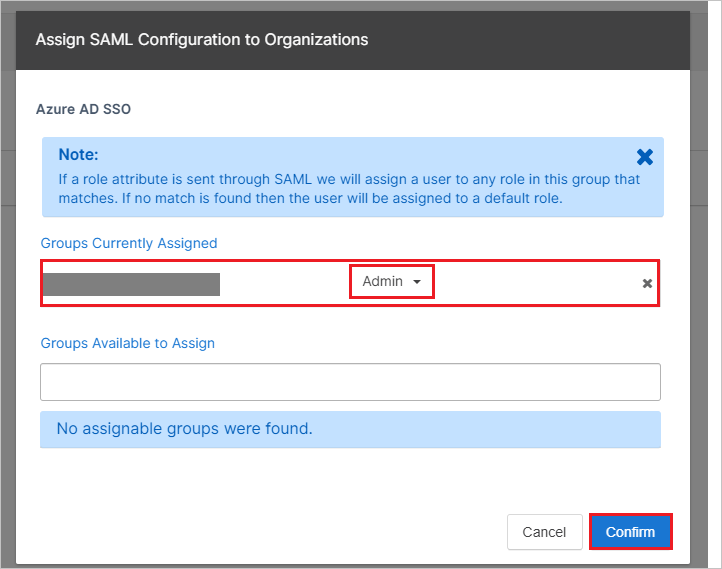 Assign SAML Configuration to Organizations
Azure AD SSO
Note:
If a role attribute is sent through SAML we will assign a user to any role in this group that
matches. If no match is found then the user will be assigned to a default role.
Groups Currently Assigned
Admin
Groups Available to Assign
No assignable groups were found.
Cancel Confirm